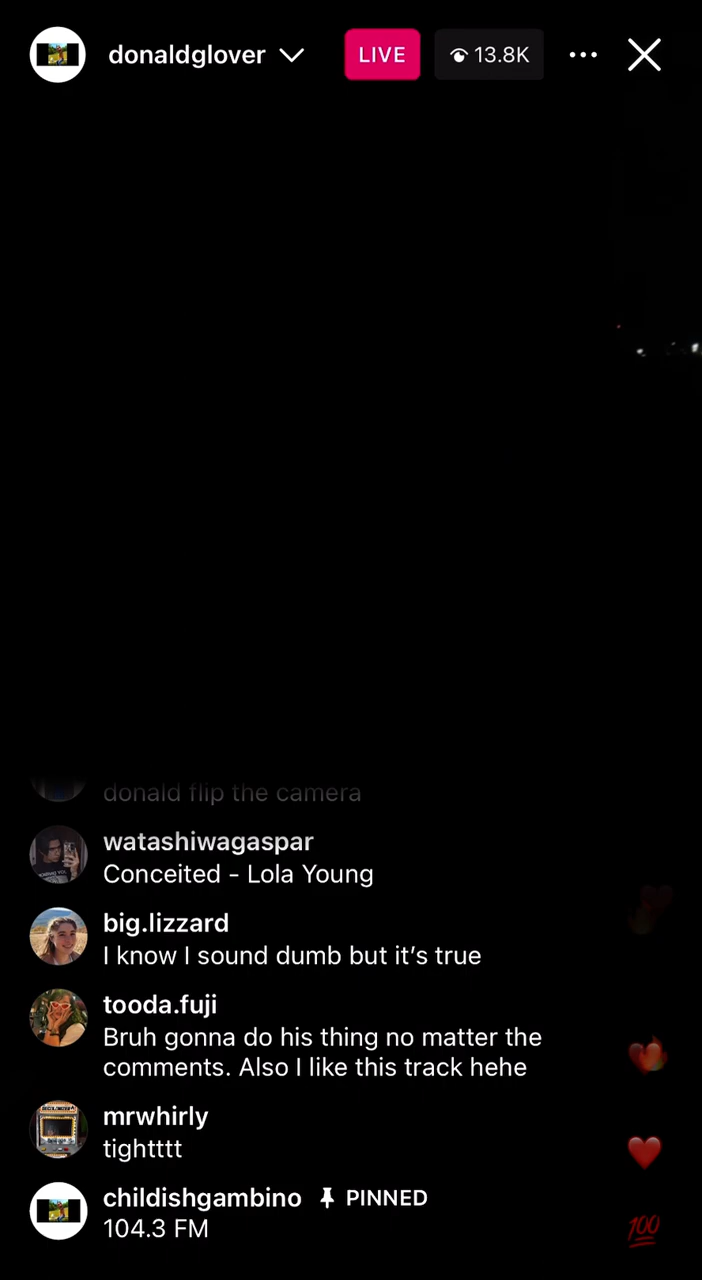 donaldglover
LIVE
13.8K
donald flip the camera
watashiwagaspar
Conceited - Lola Young
big.lizzard
I know I sound dumb but it's true
tooda.fuji
Bruh gonna do his thing no matter the
comments. Also I like this track hehe
mrwhirly
tightttt
childishgambino PINNED
104.3 FM
100